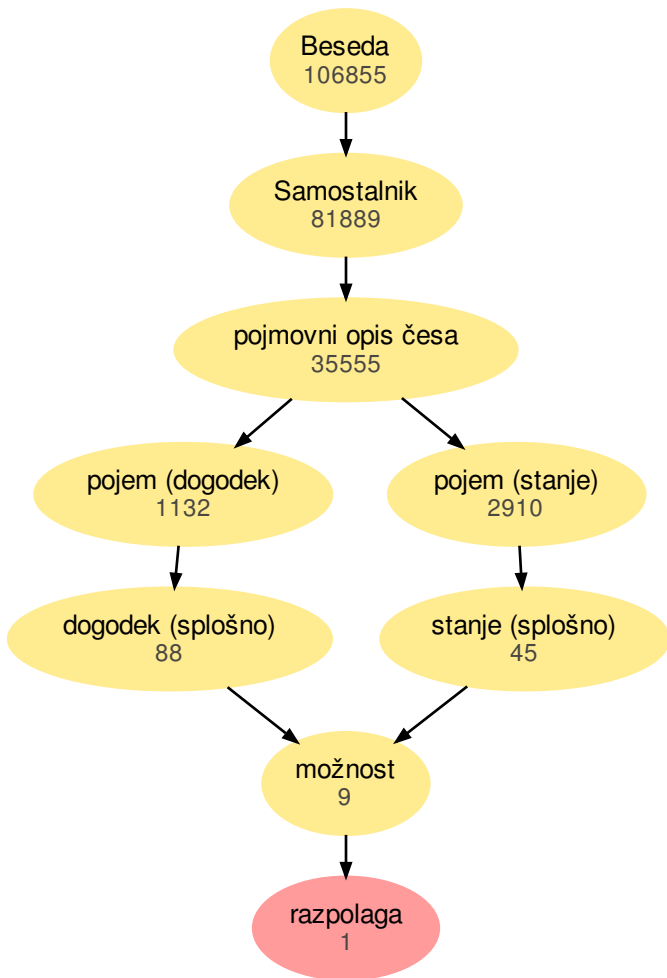 Beseda
106855
Samostalnik
81889
pojmovni opis česa
35555
pojem (dogodek)
1132
pojem (stanje)
2910
dogodek (splošno)
88
stanje (splošno)
45
možnost
9
razpolaga
1